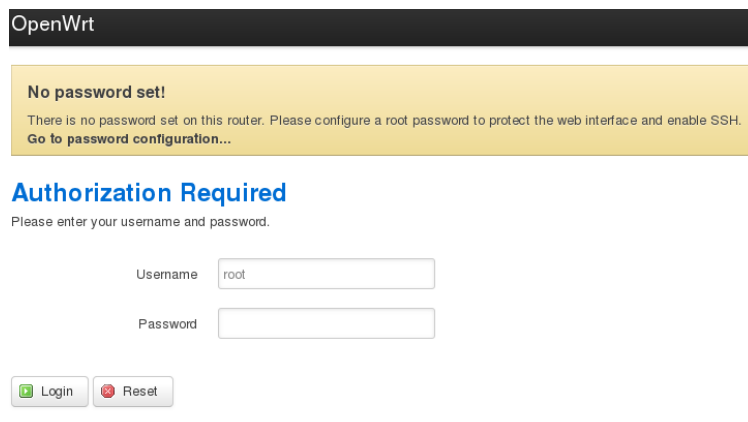 OpenWrt
No password set!
There is no password set on this router. Please configure a root password to protect the web interface and enable SSH.
Go to password configuration...
Authorization Required
Please enter your username and password.
Username root
Password
Login Reset